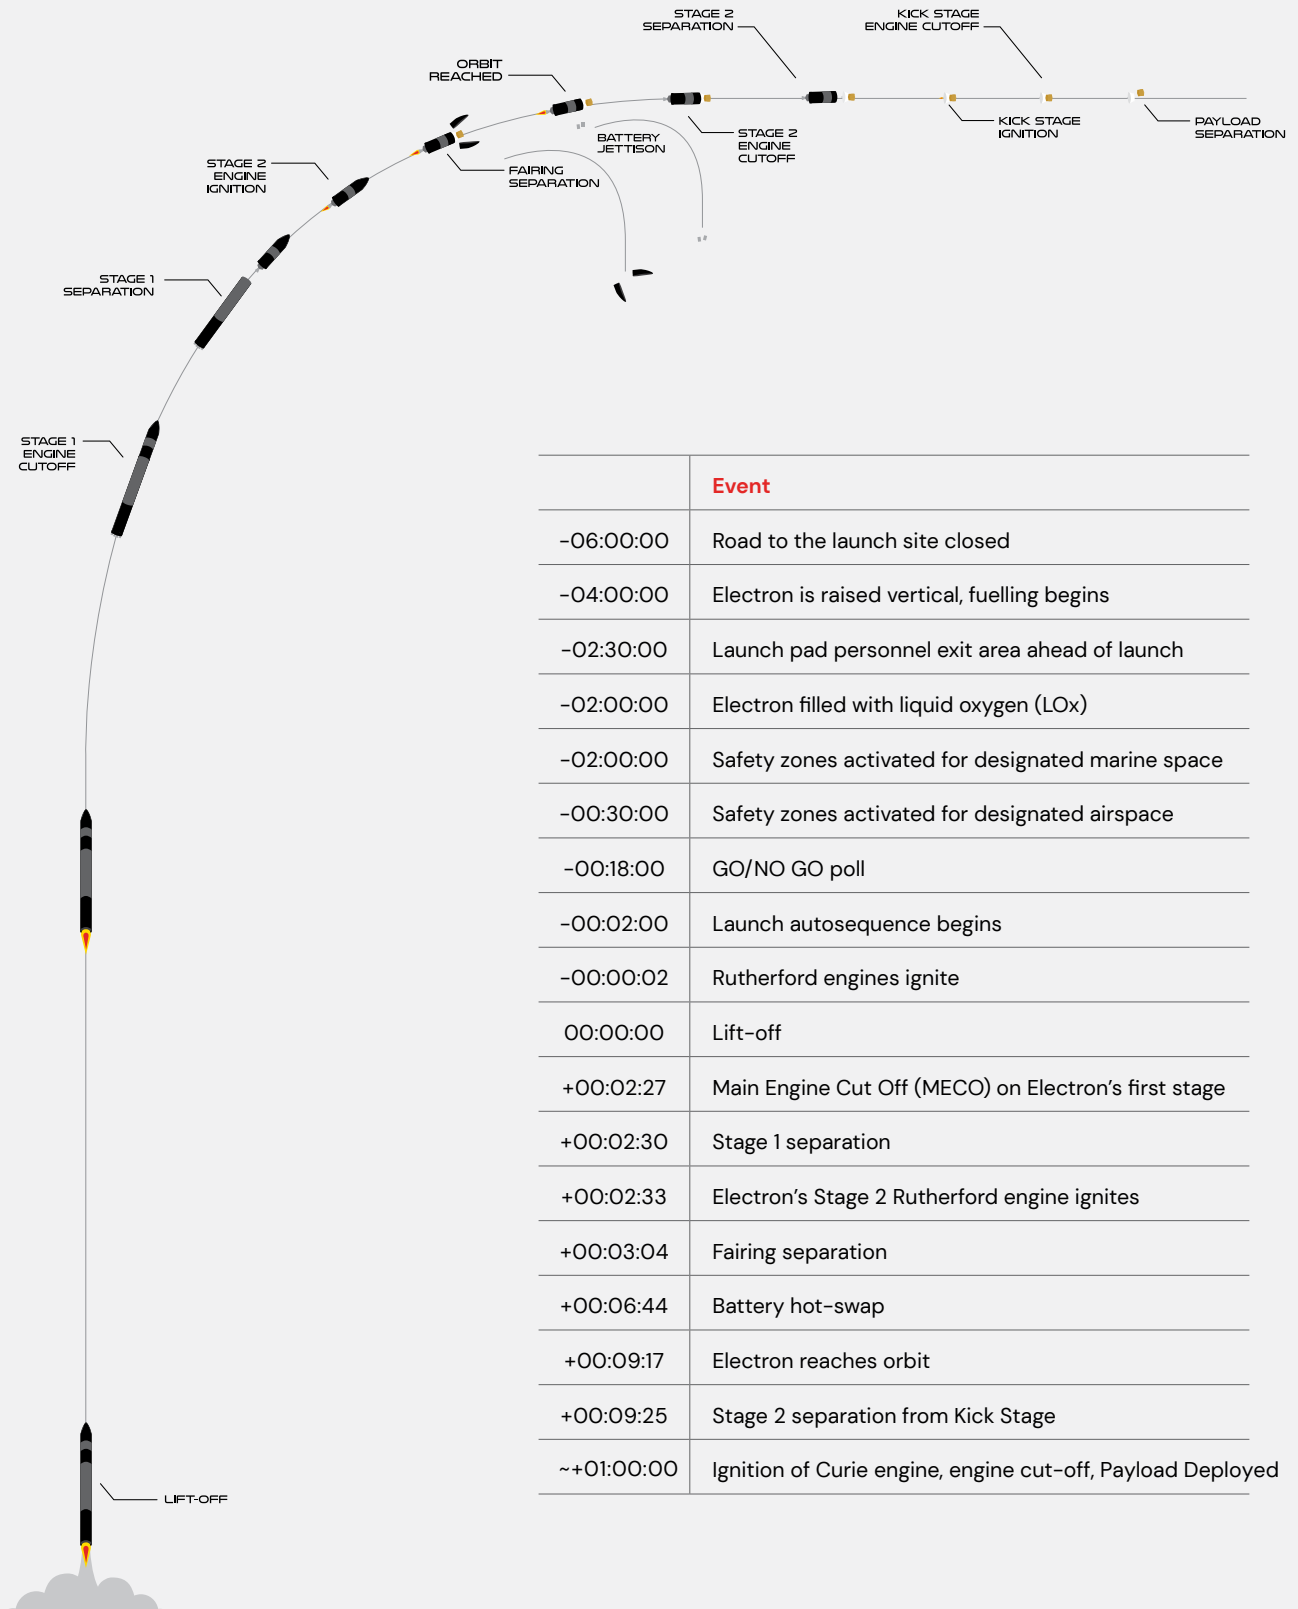 STAGE 2
SEPARATION
KICK STAGE
ENGINE CUTOFF
ORBIT
REACHED
KICK STAGE
IGNITION
PAYLOAD
SEPARATION
BATTERY
JETTISON
STAGE 2
ENGINE
CUTOFF
STAGE 2
ENGINE
IGNITION
FAIRING
SEPARATION
STAGE 1
SEPARATION
STAGE 1
ENGINE
CUTOFF
Event
-06:00:00 Road to the launch site closed
-04:00:00 Electron is raised vertical, fuelling begins
-02:30:00 Launch pad personnel exit area ahead of launch
-02:00:00 Electron filled with liquid oxygen (LOx)
-02:00:00 Safety zones activated for designated marine space
-00:30:00 Safety zones activated for designated airspace
-00:18:00 GO/NO GO poll
-00:02:00 Launch autosequence begins
-00:00:02 Rutherford engines ignite
00:00:00 Lift-off
+00:02:27 Main Engine Cut Off (MECO) on Electron's first stage
+00:02:30 Stage 1 separation
+00:02:33 Electron's Stage 2 Rutherford engine ignites
+00:03:04 Fairing separation
+00:06:44 Battery hot-swap
+00:09:17 Electron reaches orbit
+00:09:25 Stage 2 separation from Kick Stage
~+01:00:00 Ignition of Curie engine, engine cut-off, Payload Deployed
LIFT-OFF